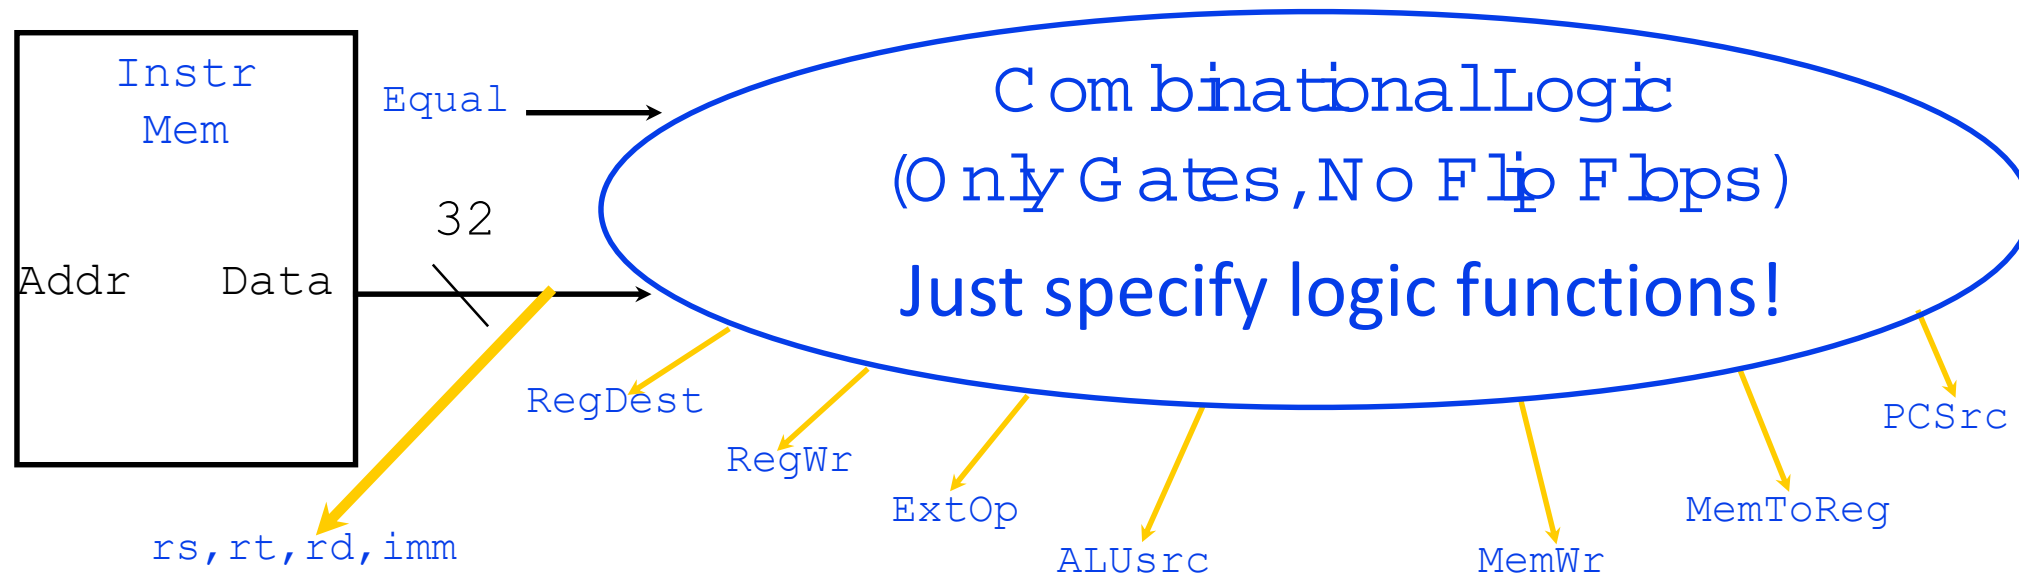 Instr
Mem
Equal
32
Addr Data
Combinational Logic
(Only Gates, No Flip Flops)
Just specify logic functions!
RegDest
RegWr
ExtOp
ALUsrc
MemWr
MemToReg
PCSrc
rs,rt,rd,imm